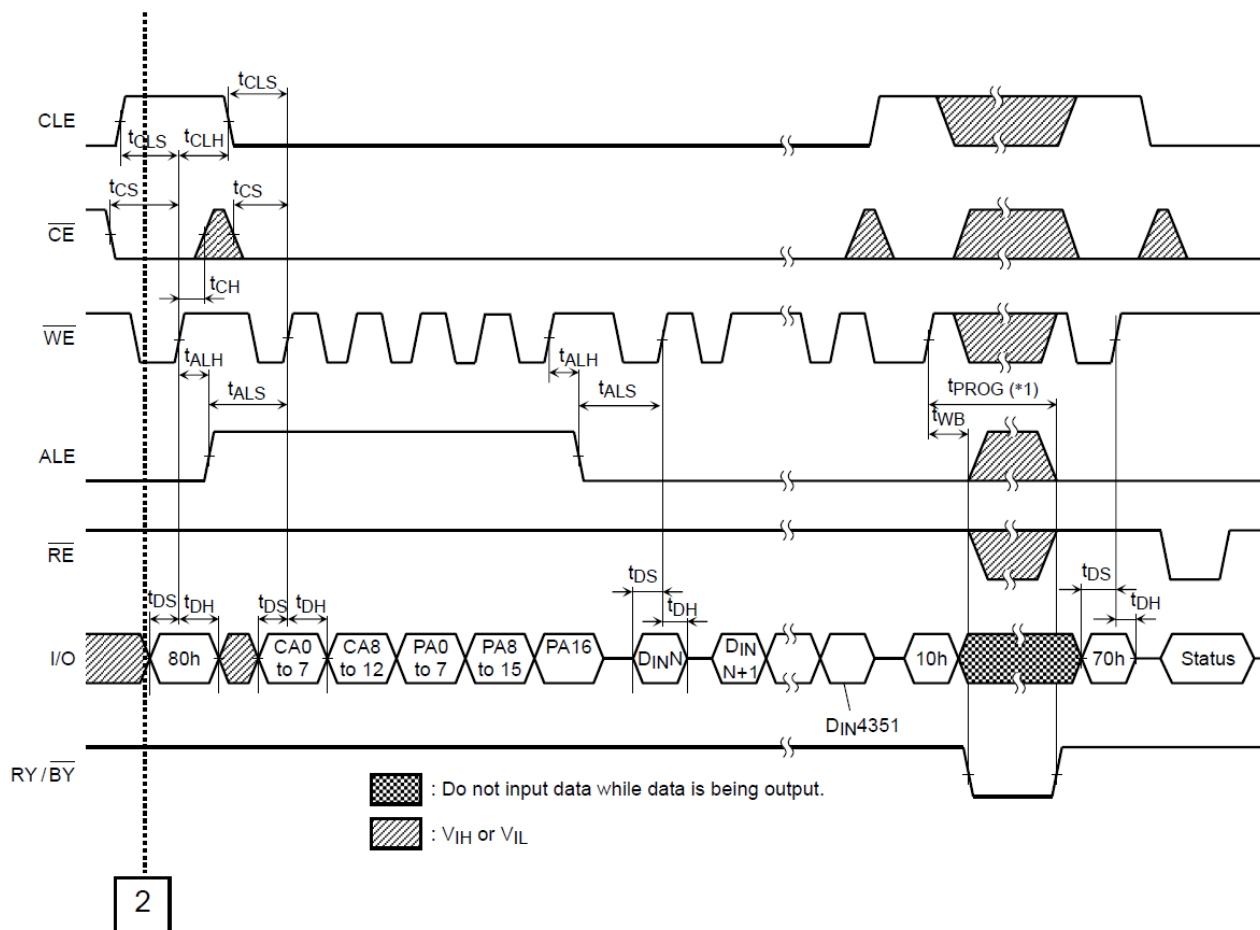 tCLS
CLE
tCLS tCLH
tCS tCS
CE
tCH
WE
tALH tALH
tALS tALS tPROG (*1)
tWB
ALE
RE
tDS tDH tDS tDH tDS tDH tDS tDH
I/O 80h CA0 to 7 CA8 to 12 PA0 to 7 PA8 to 15 PA16 DINN DIN N+1 10h 70h Status
DIN4351
RY/BY
: Do not input data while data is being output.
: VIH or VIL
2